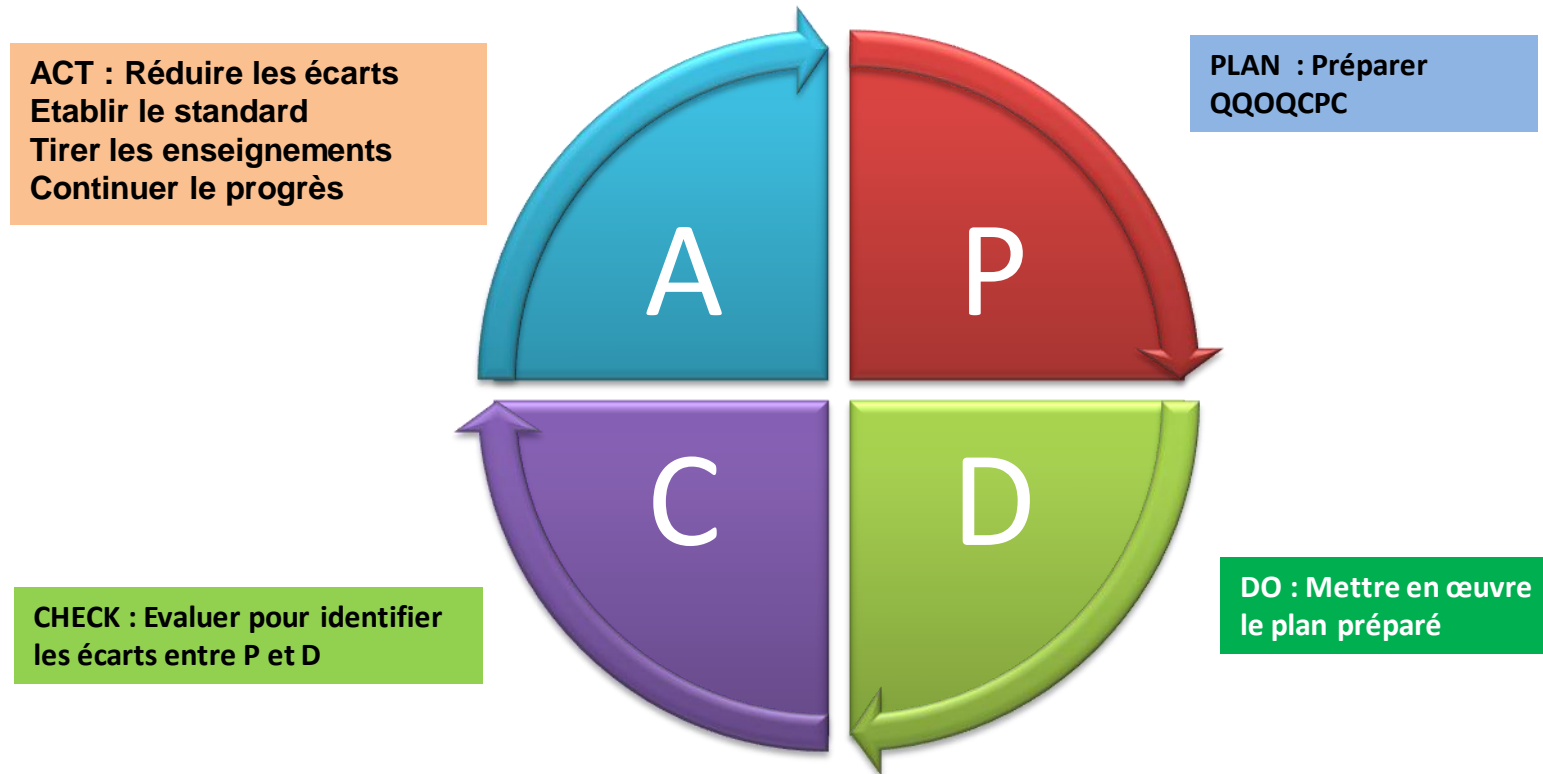 ACT : Réduire les écarts
Etablir le standard
Tirer les enseignements
Continuer le progrès
PLAN : Préparer
QQOQCPC
A
P
C
D
CHECK : Evaluer pour identifier
les écarts entre P et D
DO : Mettre en œuvre
le plan préparé